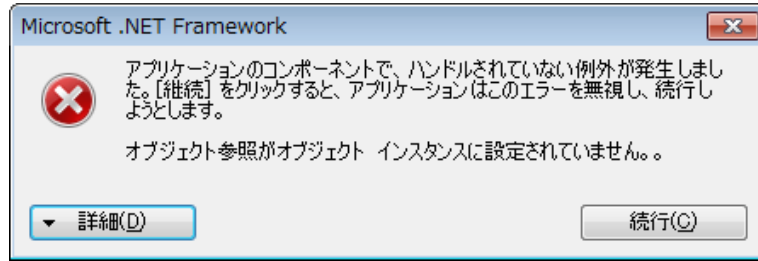 Microsoft .NET Framework
アプリケーションのコンポーネントで、ハンドルされていない例外が発生しまし
た。[継続] をクリックすると、アプリケーションはこのエラーを無視し、続行し
ようとします。
オブジェクト参照がオブジェクト インスタンスに設定されていません。。
詳細(D)
続行(C)